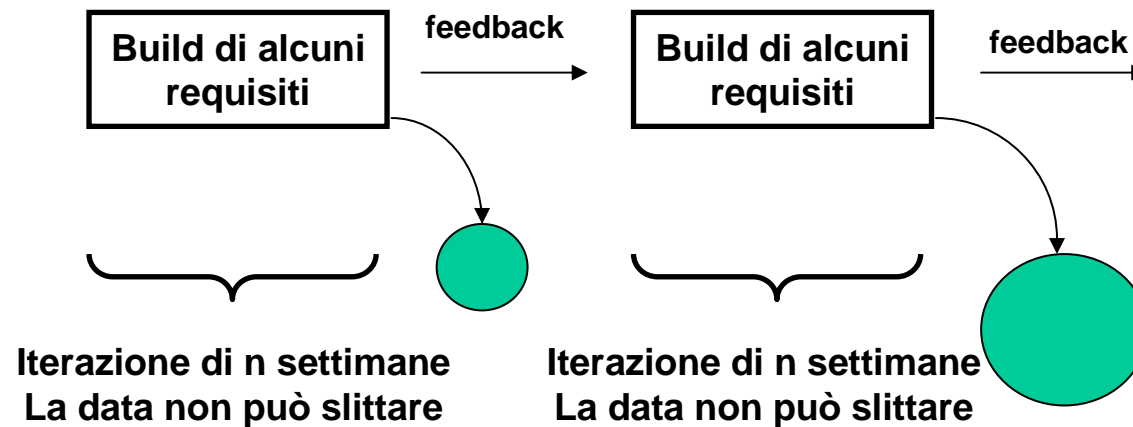 Build di alcuni
requisiti
feedback
Build di alcuni
requisiti
feedback
Iterazione di n settimane
La data non può slittare
Iterazione di n settimane
La data non può slittare